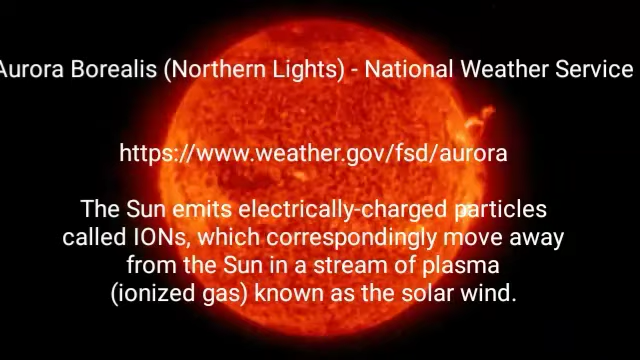 Aurora Borealis (Northern Lights) - National Weather Service
https://www.weather.gov/fsd/aurora
The Sun emits electrically-charged particles
called IONs, which correspondingly move away
from the Sun in a stream of plasma
(ionized gas) known as the solar wind.